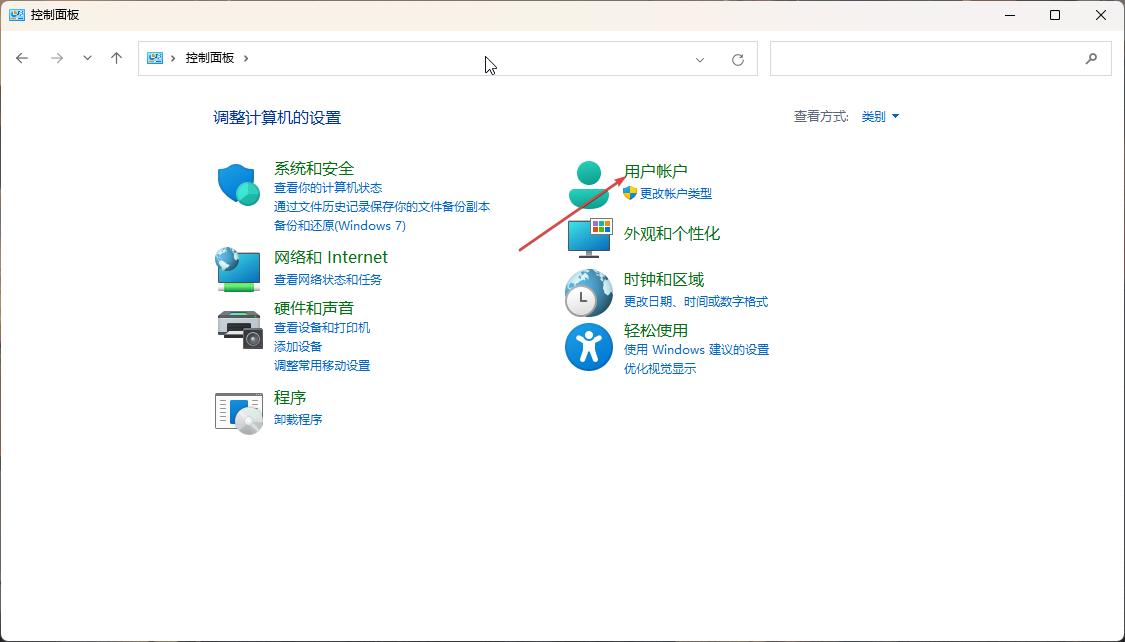 控制面板
控制面板
调整计算机的设置
查看方式: 类别
系统和安全
查看你的计算机状态
通过文件历史记录保存你的文件备份副本
备份和还原(Windows 7)
网络和 Internet
查看网络状态和任务
硬件和声音
查看设备和打印机
添加设备
调整常用移动设置
程序
卸载程序
用户帐户
更改帐户类型
外观和个性化
时钟和区域
更改日期、时间或数字格式
轻松使用
使用 Windows 建议的设置
优化视觉显示